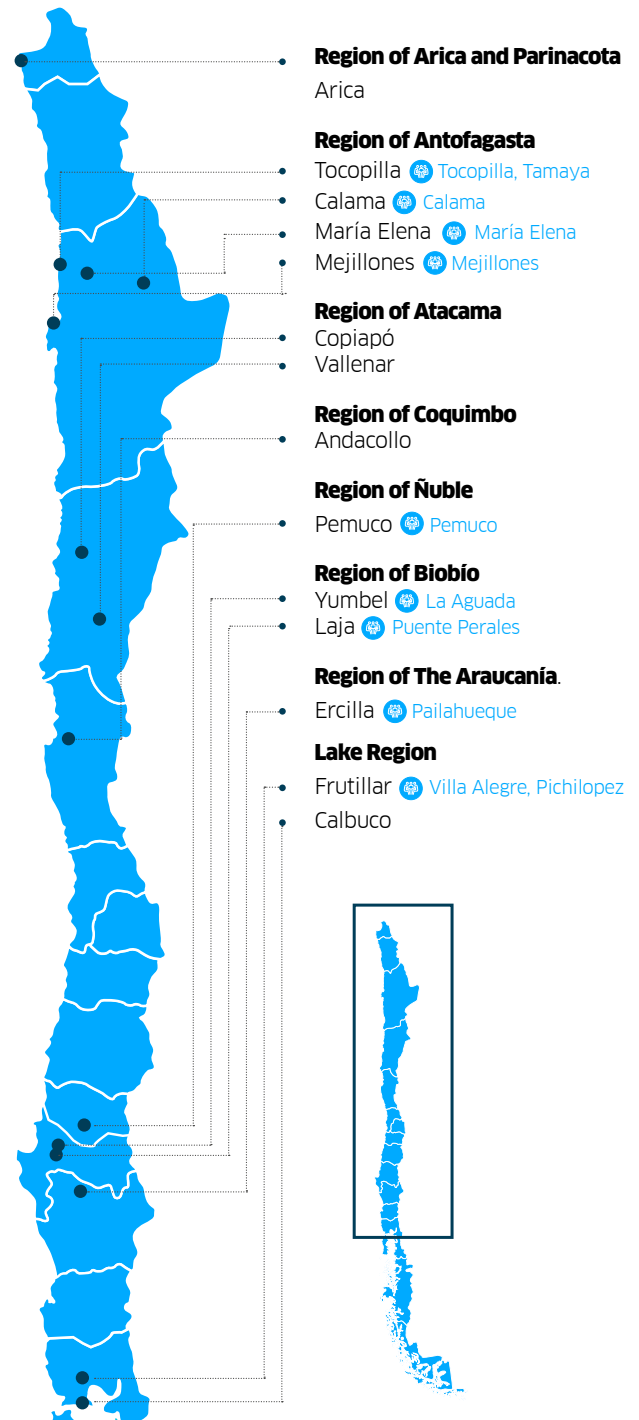 Region of Arica and Parinacota
Arica
Region of Antofagasta
Tocopilla Tocopilla, Tamaya
Calama Calama
María Elena María Elena
Mejillones Mejillones
Region of Atacama
Copiapó
Vallenar
Region of Coquimbo
Andacollo
Region of Ñuble
Pemuco Pemuco
Region of Biobío
Yumbel La Aguada
Laja Puente Perales
Region of The Araucanía.
Ercilla Pailahueque
Lake Region
Frutillar Villa Alegre, Pichilopez
Calbuco